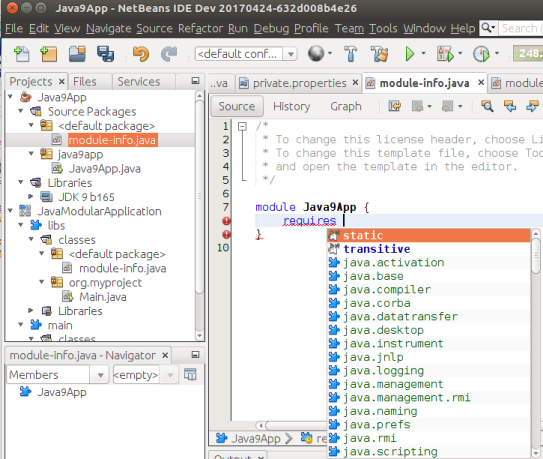 Java9App - NetBeans IDE Dev 20170424-632d008b4e26
File Edit View Navigate Source Refactor Run Debug Profile Team Tools Window Help
Search
<default conf...
248.
Projects
Files
Services
...va
private.properties
module-info.java
module
Source
History
Graph
Java9App
Source Packages
<default package>
module-info.java
java9app
Java9App.java
Libraries
JDK 9 b165
JavaModularApplication
libs
classes
<default package>
module-info.java
org.myproject
Main.java
Libraries
main
classes
1 /*
2 * To change this license header, choose Li
3 * To change this template file, choose Too
4 * and open the template in the editor.
5 */
7 module Java9App {
requires
}
10
static
transitive
java.activation
java.base
java.compiler
java.corba
java.datatransfer
java.desktop
java.instrument
java.jnlp
java.logging
java.management
java.management.rmi
java.naming
java.prefs
java.rmi
java.scripting
module-info.java - Navigator
Members
<empty>
Java9App
Java9App
re
Output